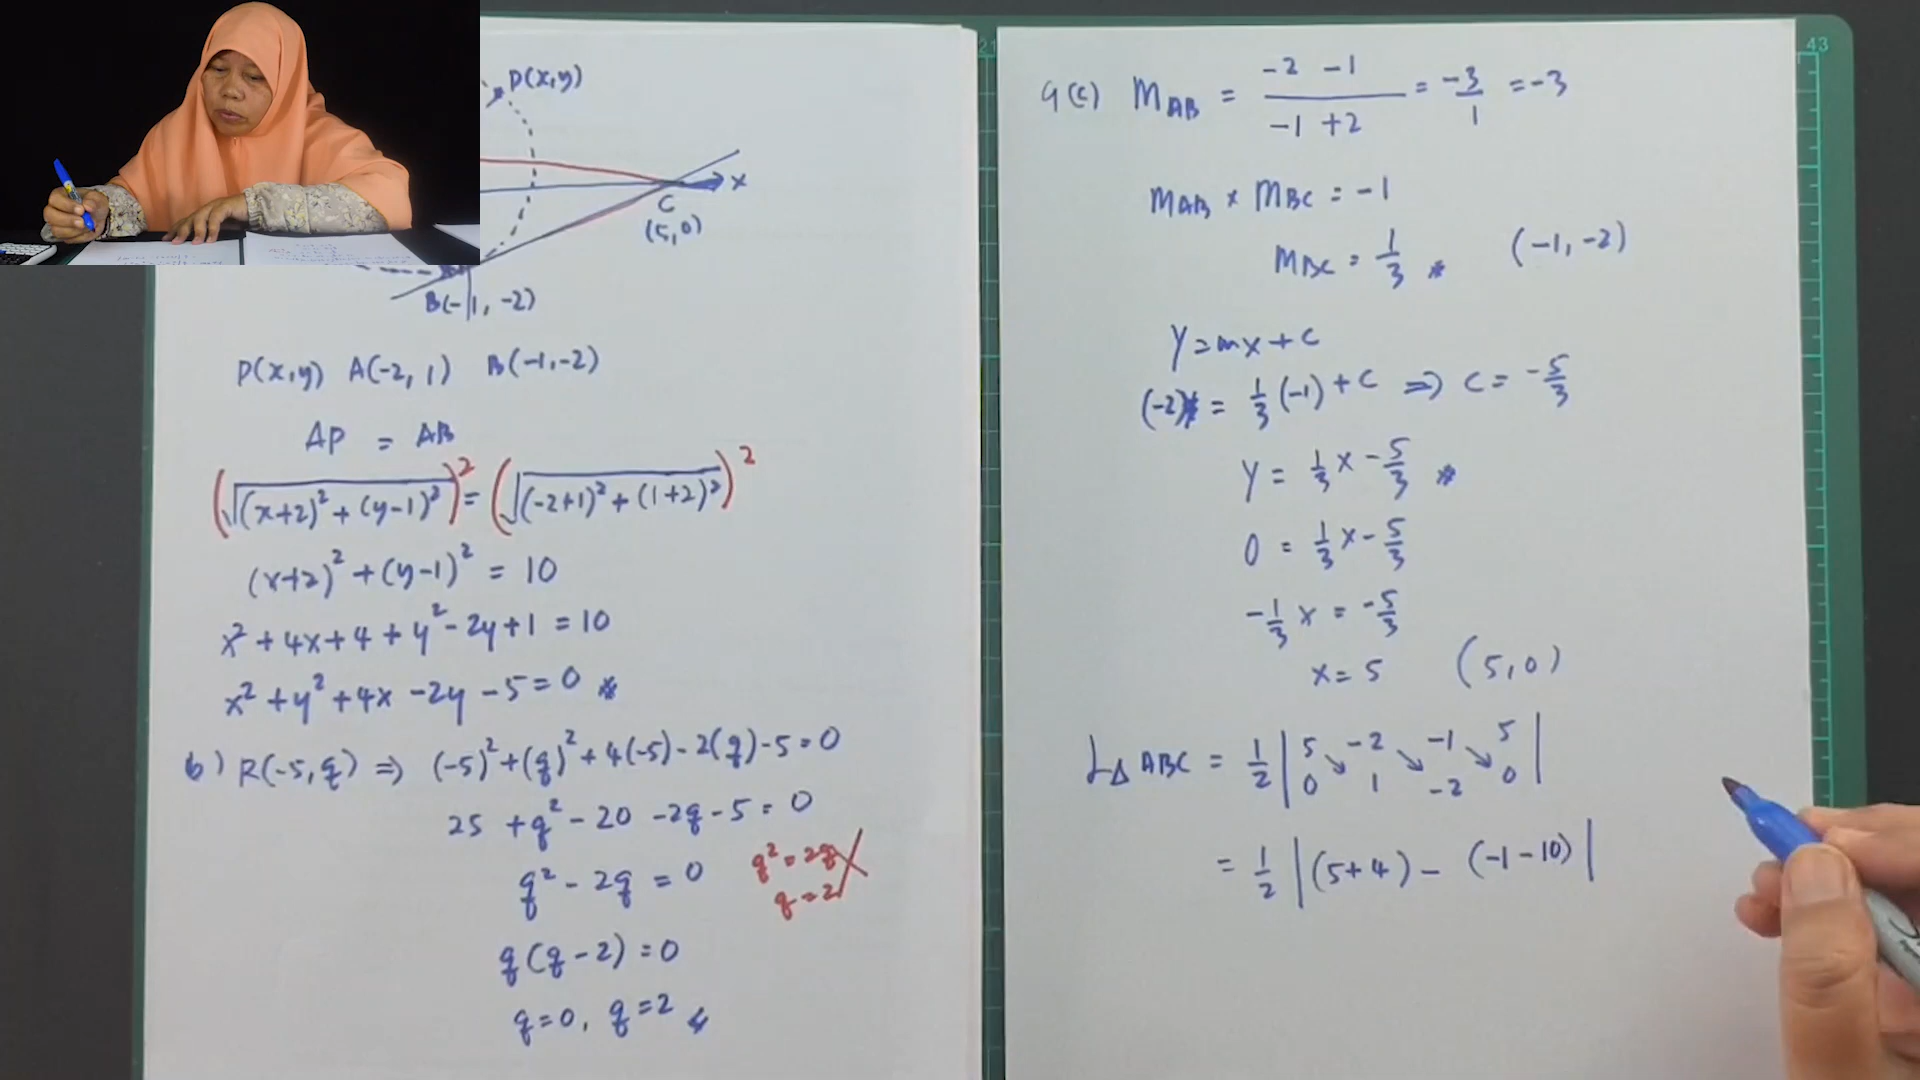 P(x,y)
x
C
(5,0)
B(-1, -2)
P(x,y) A(-2, 1) B(-1,-2)
AP = AB
(√((x+2)² + (y-1)²))² = (√((-2+1)² + (1+2)²))²
(x+2)² + (y-1)² = 10
x² + 4x + 4 + y² - 2y + 1 = 10
x² + y² + 4x - 2y - 5 = 0 *
b) R(-5, q) ⇒ (-5)² + (q)² + 4(-5) - 2(q) - 5 = 0
25 + q² - 20 - 2q - 5 = 0
q² - 2q = 0
q² = 2q
q = 2
q(q - 2) = 0
q = 0, q = 2
21
43
9(c) M_AB = (-2 -1)/(-1 +2) = -3/1 = -3
M_AB × M_BC = -1
M_BC = 1/3 * (-1, -2)
Y = mx + C
(-2) = 1/3 (-1) + C ⇒ C = -5/3
Y = 1/3 x - 5/3 *
0 = 1/3 x - 5/3
-1/3 x = -5/3
x = 5 (5, 0)
L△ ABC = 1/2 | 5 -2 -1 5 |
0 1 -2 0
= 1/2 | (5+4) - (-1 - 10) |